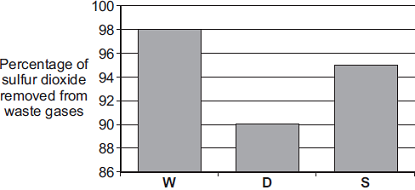 Percentage of
sulfur dioxide
removed from
waste gases
100
98
96
94
92
90
88
86
W D S